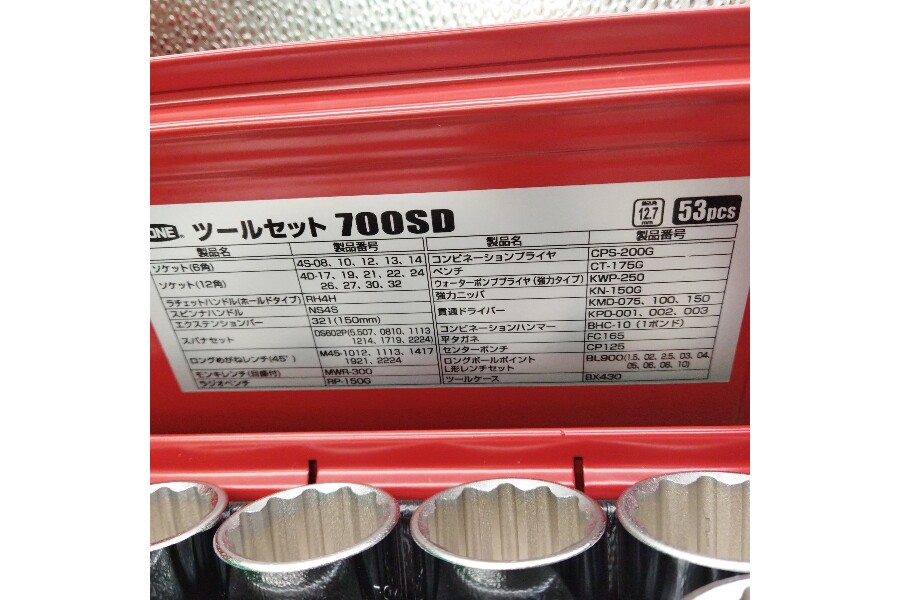 ONE® ツールセット 700SD 差込角 12.7mm 53pcs
製品名 製品番号
ソケット(6角) 4S-08、10、12、13、14
ソケット(12角) 4D-17、19、21、22、24
26、27、30、32
ラチェットハンドル(ホールドタイプ) RH4H
スピンナハンドル NS4S
エクステンションバー 321(150mm)
スパナセット DS602P(5.507、0810、1113
1214、1719、2224)
ロングめがねレンチ(45°) M45-1012、1113、1417
1921、2224
モンキレンチ(目盛付) MWR-300
ラジオペンチ RP-150G
製品名 製品番号
コンビネーションプライヤ CPS-200G
ペンチ CT-175G
ウォーターポンププライヤ(強力タイプ) KWP-250
強力ニッパ KN-150G
貫通ドライバー KMD-075、100、150
KPD-001、002、003
コンビネーションハンマー BHC-10(1ポンド)
平タガネ FC165
センターポンチ CP125
ロングボールポイント BL900(1.5、02、2.5、03、04、
L形レンチセット 05、06、08、10)
ツールケース BX430